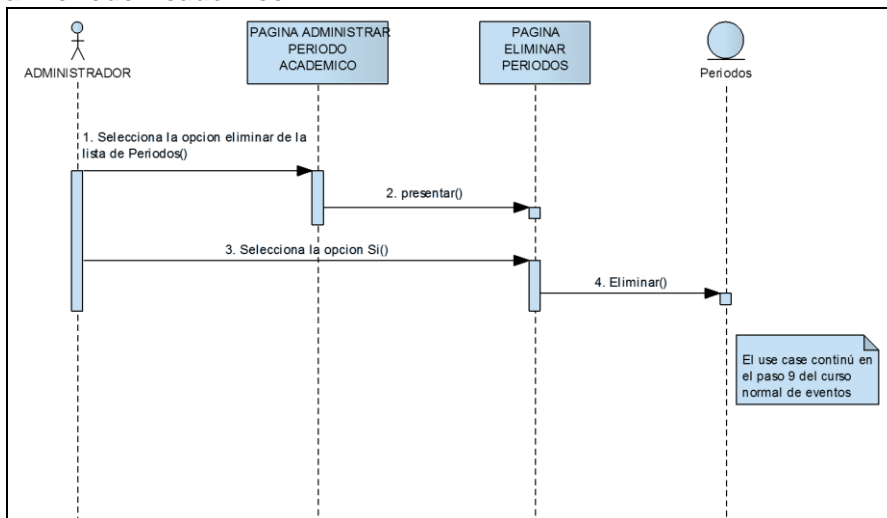 PAGINA ADMINISTRAR
PERIODO
ACADEMICO
PAGINA
ELIMINAR
PERIODOS
ADMINISTRADOR
Periodos
1. Selecciona la opcion eliminar de la
lista de Periodos()
2. presentar()
3. Selecciona la opcion Si()
4. Eliminar()
El use case continú en
el paso 9 del curso
normal de eventos